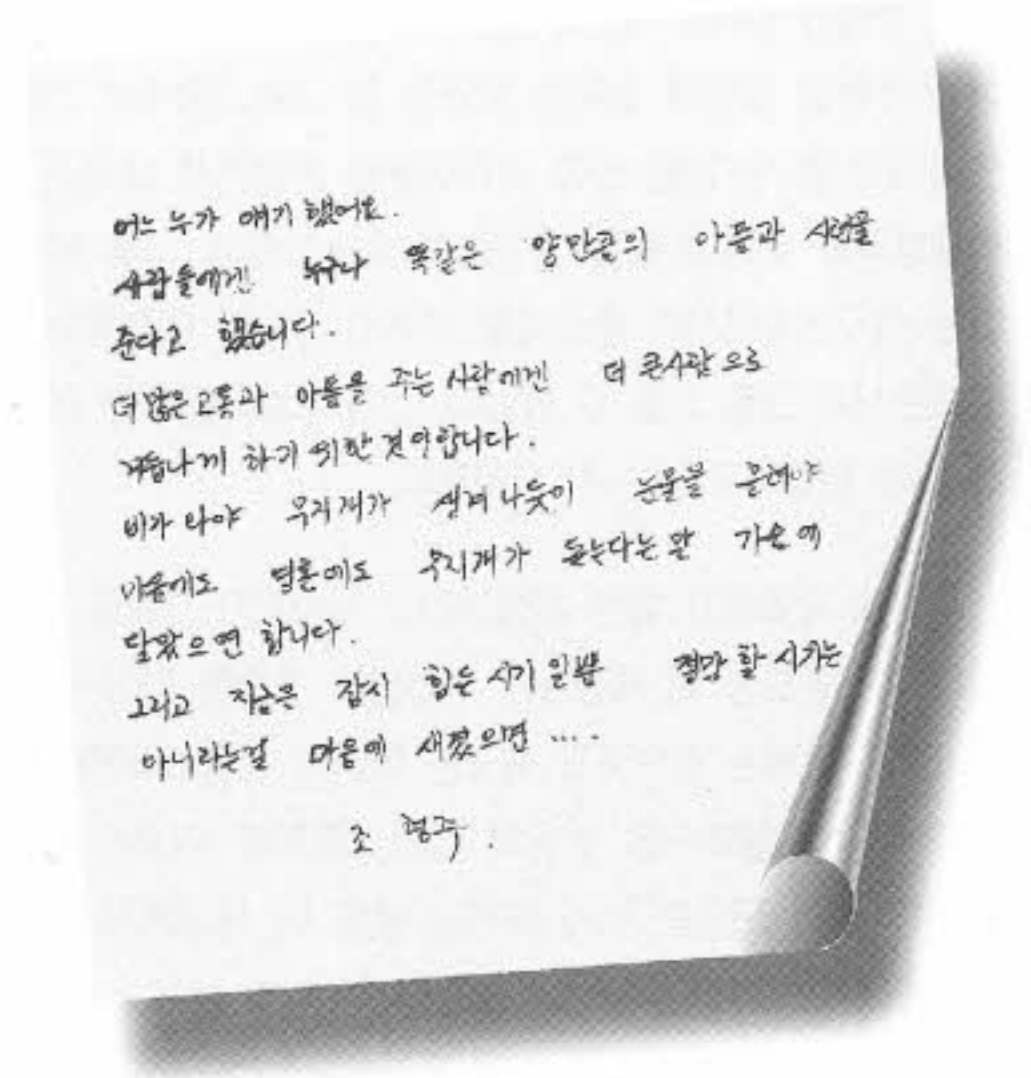 어느 누가 얘기 했어요.
사람들에겐 누구나 똑같은 양만큼의 아픔과 시련을
준다고 했습니다.
더많은고통과 아픔을 주는 사람에겐 더 큰사람으로
거듭나게 하기 위한것이랍니다.
비가 와야 무지개가 생겨나듯이 눈물을 흘려야
마음에도 영혼에도 무지개가 돋는다는말 가슴에
달았으면 합니다.
그리고 지금은 잠시 힘든 시기 일뿐 절망 할 시기는
아니라는걸 마음에 새겼으면 ....
조 형주.